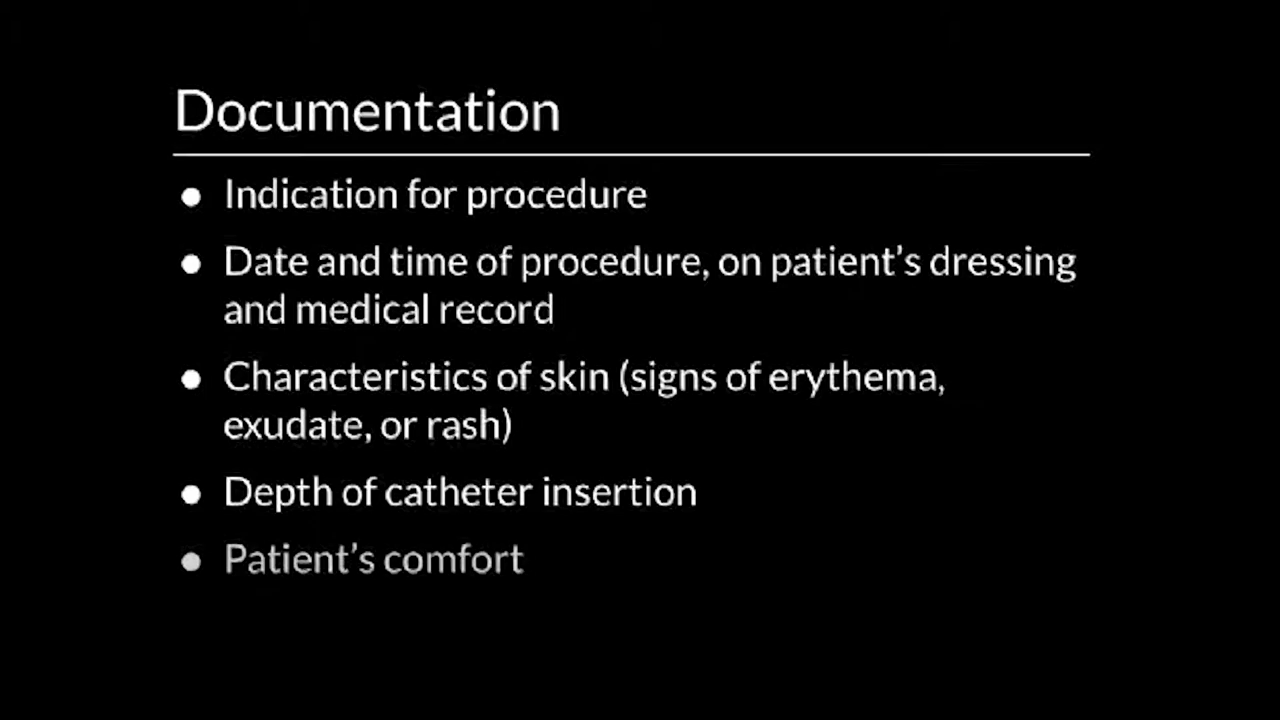 Documentation
● Indication for procedure
● Date and time of procedure, on patient’s dressing
and medical record
● Characteristics of skin (signs of erythema,
exudate, or rash)
● Depth of catheter insertion
● Patient’s comfort